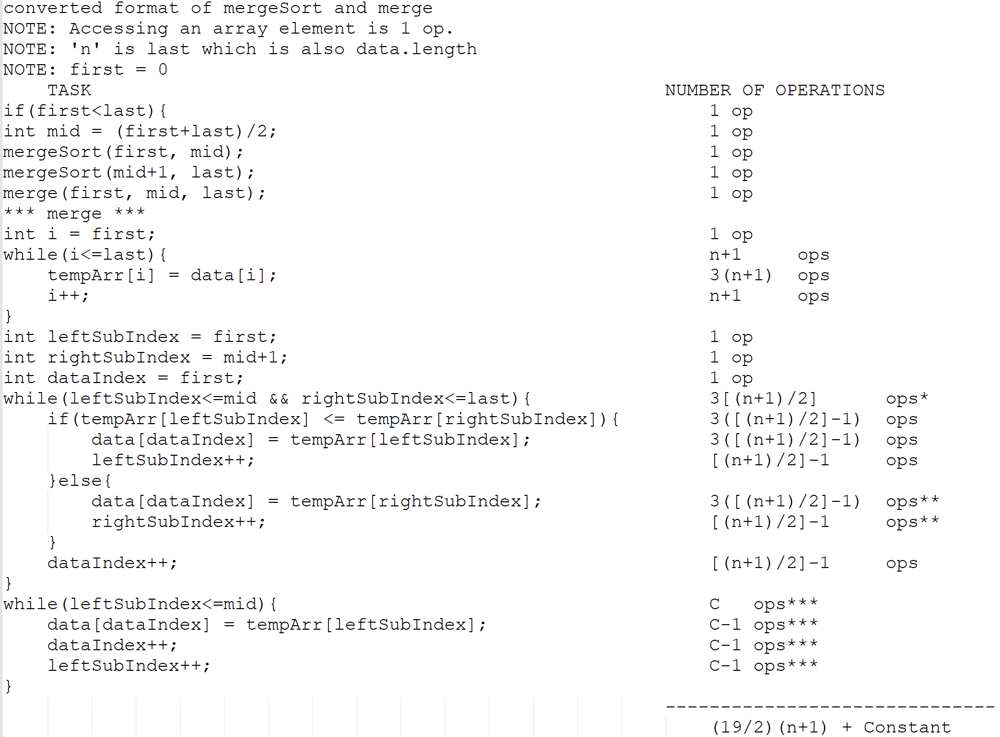 converted format of mergeSort and merge
NOTE: Accessing an array element is 1 op.
NOTE: 'n' is last which is also data.length
NOTE: first = 0
    TASK                                                    NUMBER OF OPERATIONS
if(first<last){                                                 1 op
int mid = (first+last)/2;                                       1 op
mergeSort(first, mid);                                          1 op
mergeSort(mid+1, last);                                         1 op
merge(first, mid, last);                                        1 op
*** merge ***
int i = first;                                                  1 op
while(i<=last){                                                 n+1     ops
    tempArr[i] = data[i];                                       3(n+1)  ops
    i++;                                                        n+1     ops
}
int leftSubIndex = first;                                       1 op
int rightSubIndex = mid+1;                                      1 op
int dataIndex = first;                                          1 op
while(leftSubIndex<=mid && rightSubIndex<=last){                3[(n+1)/2]      ops*
    if(tempArr[leftSubIndex] <= tempArr[rightSubIndex]){        3([(n+1)/2]-1)  ops
        data[dataIndex] = tempArr[leftSubIndex];                3([(n+1)/2]-1)  ops
        leftSubIndex++;                                         [(n+1)/2]-1     ops
    }else{
        data[dataIndex] = tempArr[rightSubIndex];               3([(n+1)/2]-1)  ops**
        rightSubIndex++;                                        [(n+1)/2]-1     ops**
    }
    dataIndex++;                                                [(n+1)/2]-1     ops
}
while(leftSubIndex<=mid){                                       C   ops***
    data[dataIndex] = tempArr[leftSubIndex];                    C-1 ops***
    dataIndex++;                                                C-1 ops***
    leftSubIndex++;                                             C-1 ops***
}
                                                            ------------------------------
                                                                (19/2)(n+1) + Constant